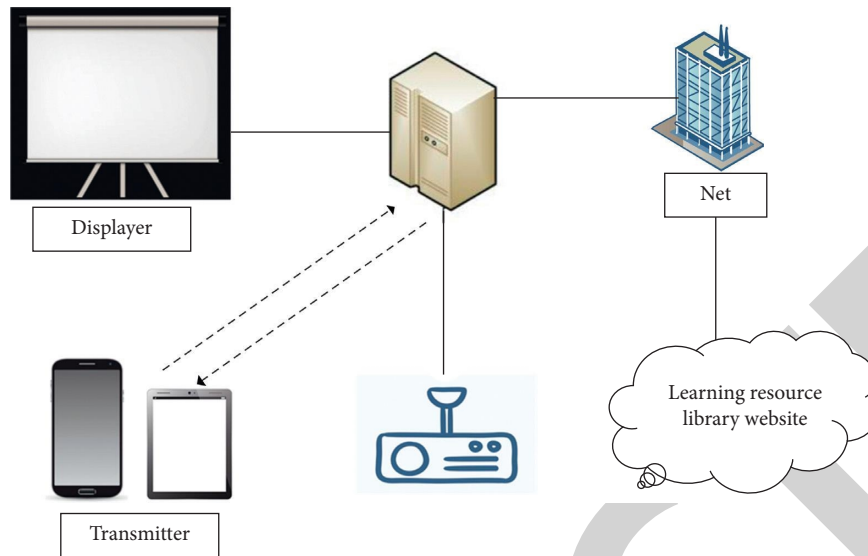 Displayer
Net
Learning resource
library website
Transmitter